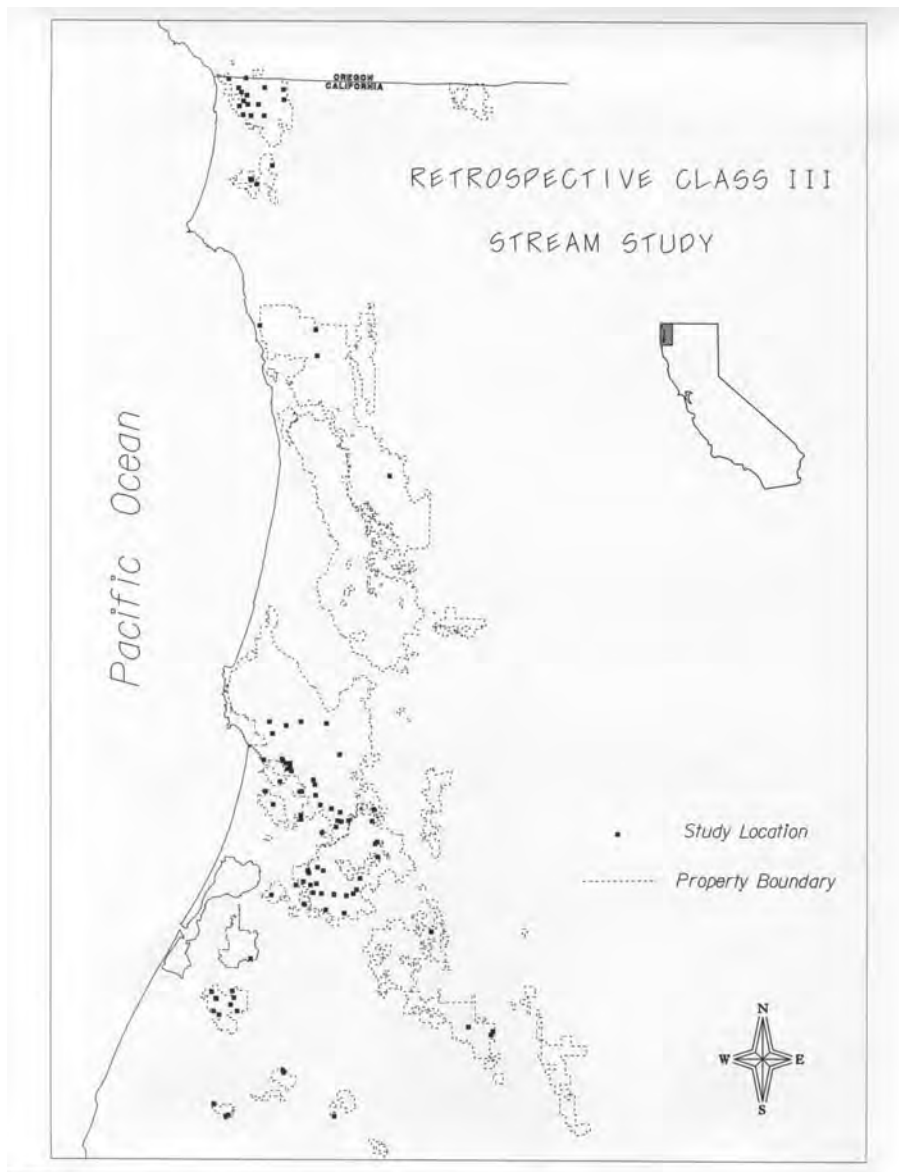 OREGON
CALIFORNIA
RETROSPECTIVE CLASS III
STREAM STUDY
Pacific Ocean
Study Location
Property Boundary
N
W E
S